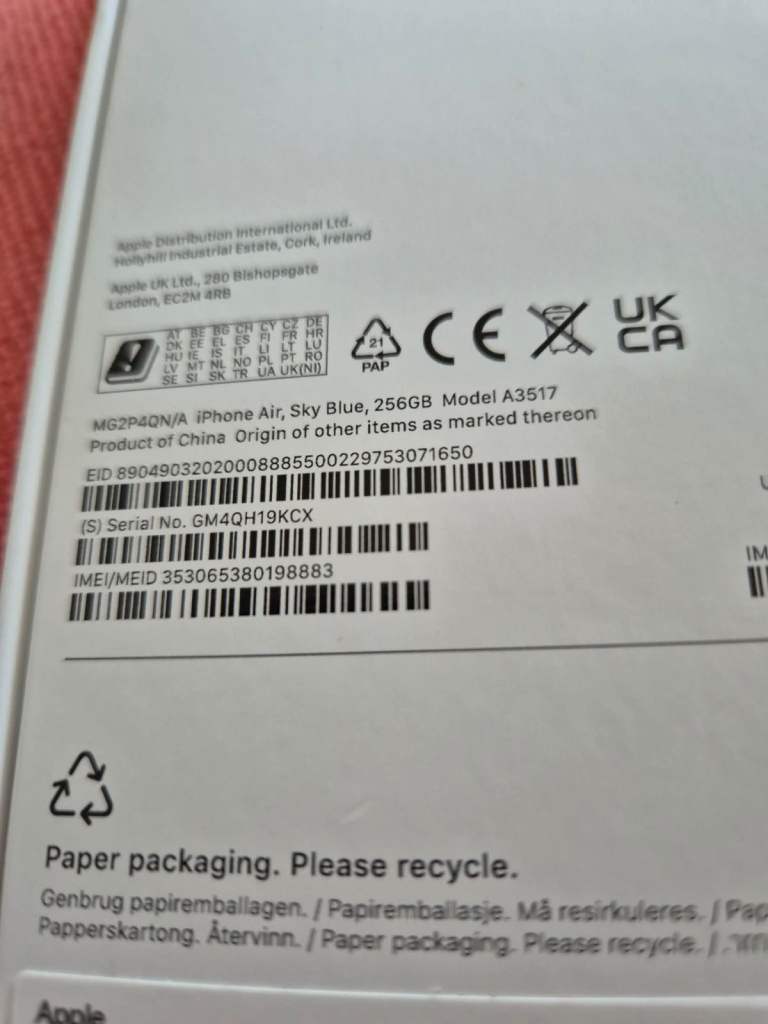 Apple Distribution International Ltd.
Hollyhill Industrial Estate, Cork, Ireland
Apple UK Ltd., 280 Bishopsgate
London, EC2M 4RB
AT BE BG CH CY CZ DE
DK EE EL ES FI FR HR
HU IE IS IT LI LT LU
LV MT NL NO PL PT RO
SE SI SK TR UA UK(NI)
21
PAP
CE
UK
CA
MG2P4QN/A iPhone Air, Sky Blue, 256GB Model A3517
Product of China Origin of other items as marked thereon
EID 89049032020008885500229753071650
(S) Serial No. GM4QH19KCX
IMEI/MEID 353065380198883
IM
Paper packaging. Please recycle.
Genbrug papiremballagen. / Papiremballasje. Må resirkuleres. / Pap
Papperskartong. Återvinn. / Paper packaging. Please recycle. /
Apple